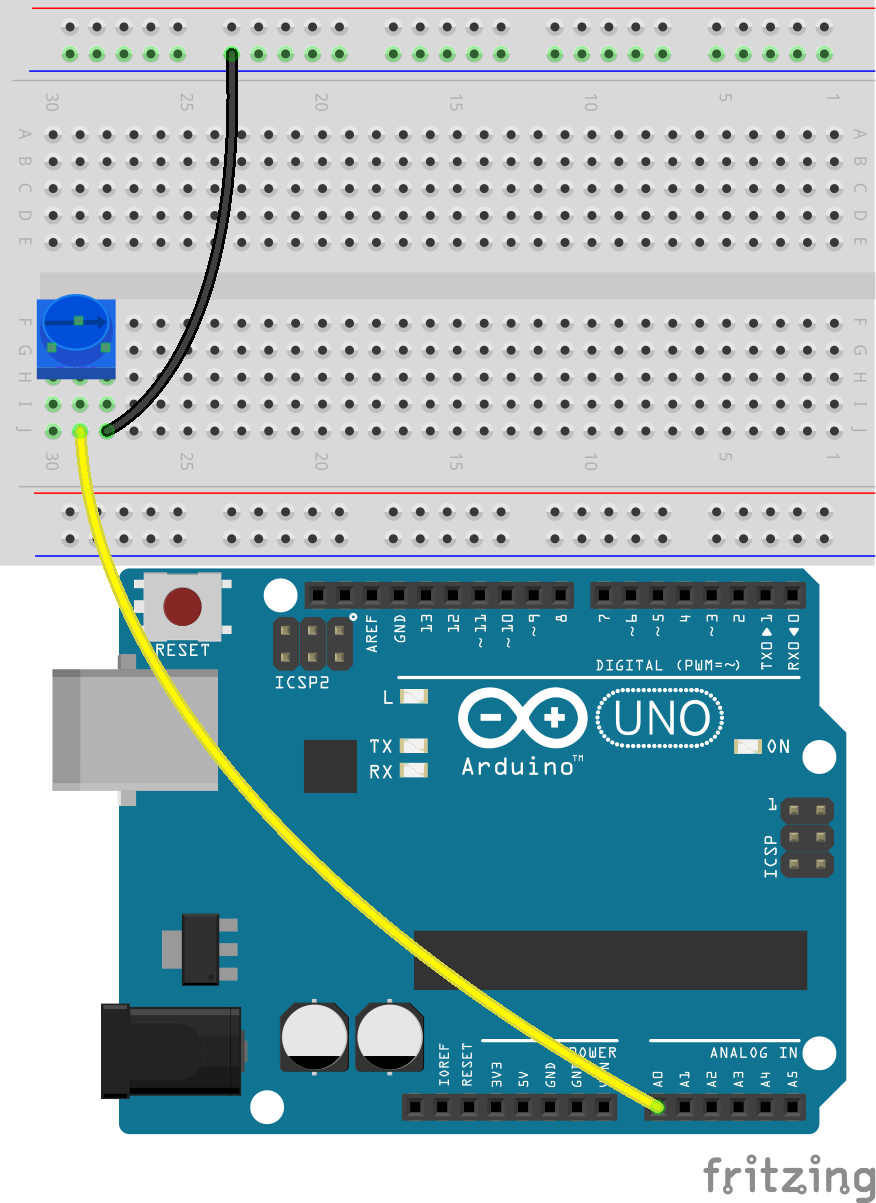 30 25 20 15 10 5 1
A A
B B
C C
D D
E E
F F
G G
H H
I I
J J
30 25 20 15 10 5 1
RESET
ICSP2
AREF GND 13 12 ~11 ~10 ~9 8 7 ~6 ~5 4 ~3 2 TX0▶1 RX0◀0
DIGITAL (PWM=~)
L
TX
RX
UNO
Arduino™
ON
1
ICSP
POWER
ANALOG IN
IOREF RESET 3V3 5V GND GND A0 A1 A2 A3 A4 A5
fritzing